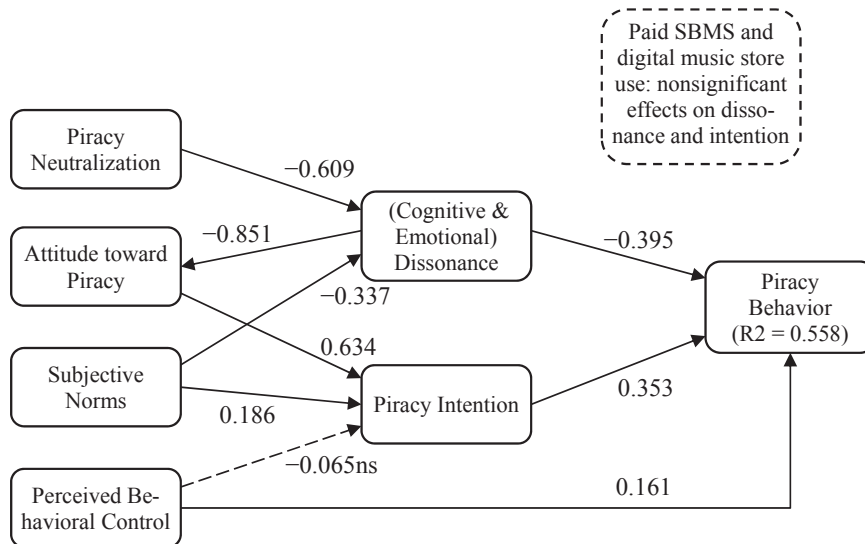 Paid SBMS and
digital music store
use: nonsignificant
effects on disso-
nance and intention
Piracy
Neutralization
−0.609
(Cognitive &
Emotional)
Dissonance
−0.851
Attitude toward
Piracy
−0.395
Piracy
Behavior
(R2 = 0.558)
−0.337
0.634
Subjective
Norms
0.186
Piracy Intention
0.353
−0.065ns
Perceived Be-
havioral Control
0.161